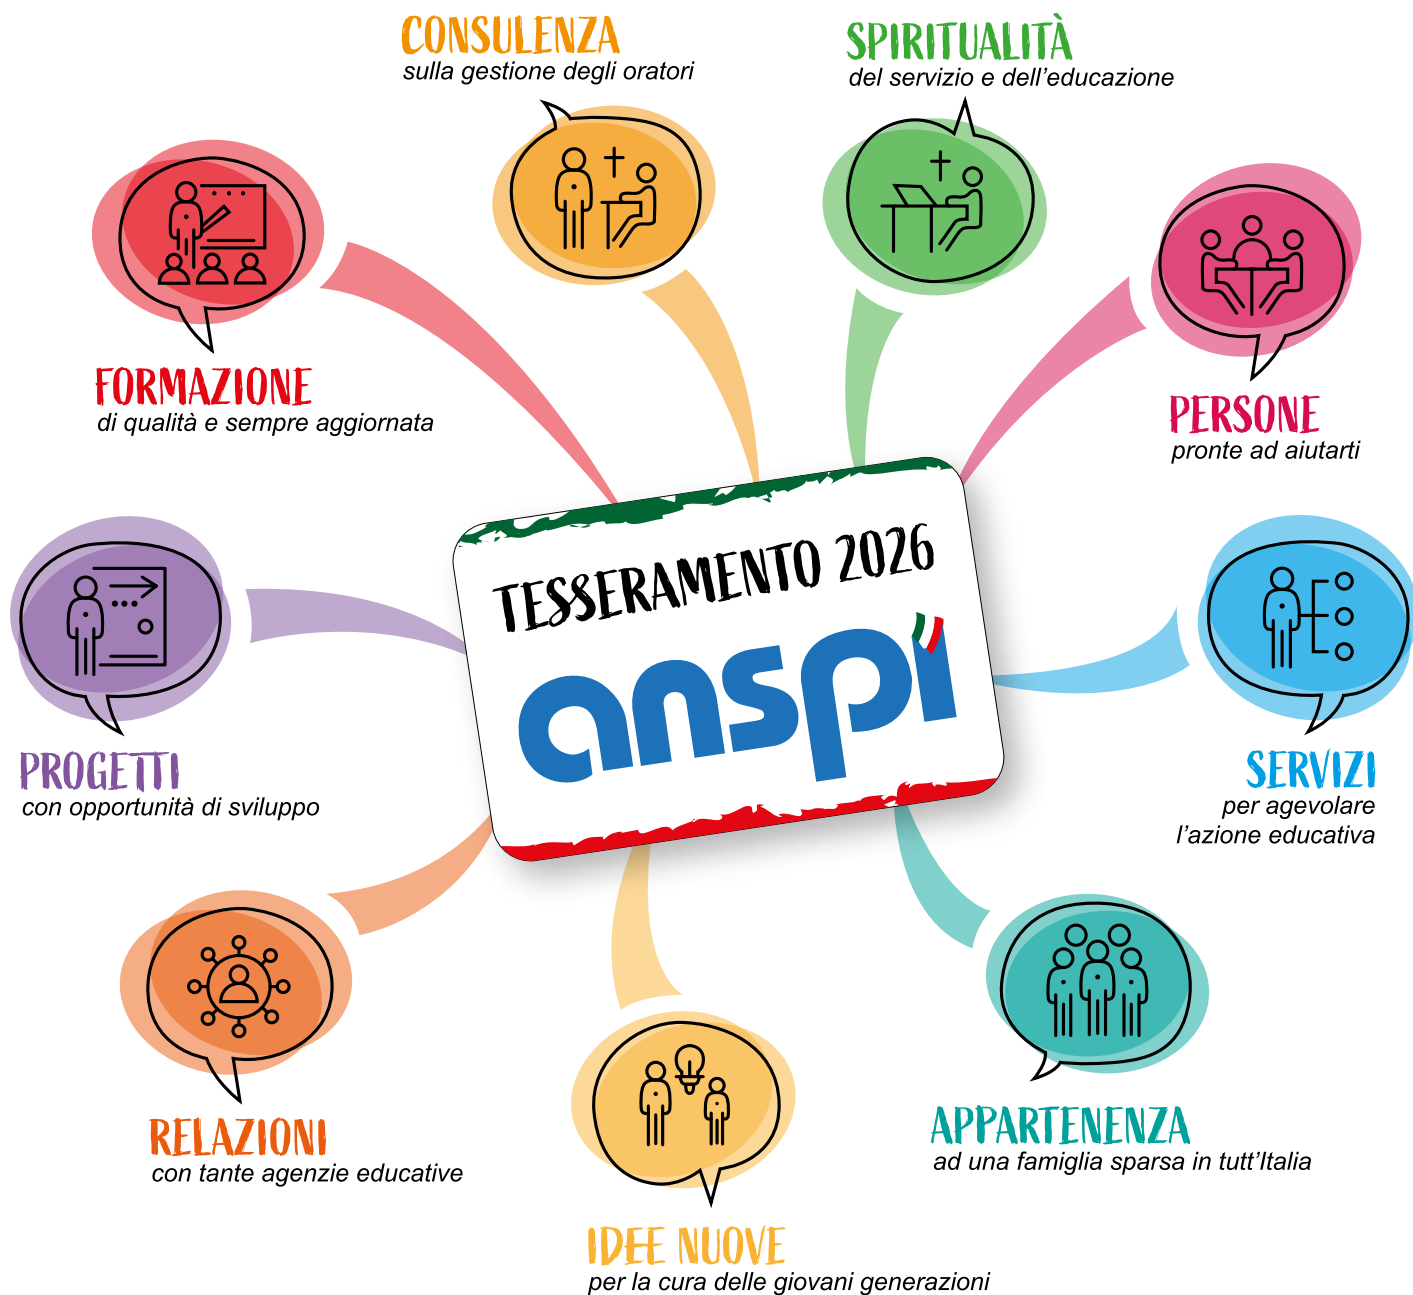 CONSULENZA
sulla gestione degli oratori
SPIRITUALITÀ
del servizio e dell'educazione
FORMAZIONE
di qualità e sempre aggiornata
PERSONE
pronte ad aiutarti
TESSERAMENTO 2026
anspi
PROGETTI
con opportunità di sviluppo
SERVIZI
per agevolare
l'azione educativa
RELAZIONI
con tante agenzie educative
APPARTENENZA
ad una famiglia sparsa in tutt'Italia
IDEE NUOVE
per la cura delle giovani generazioni